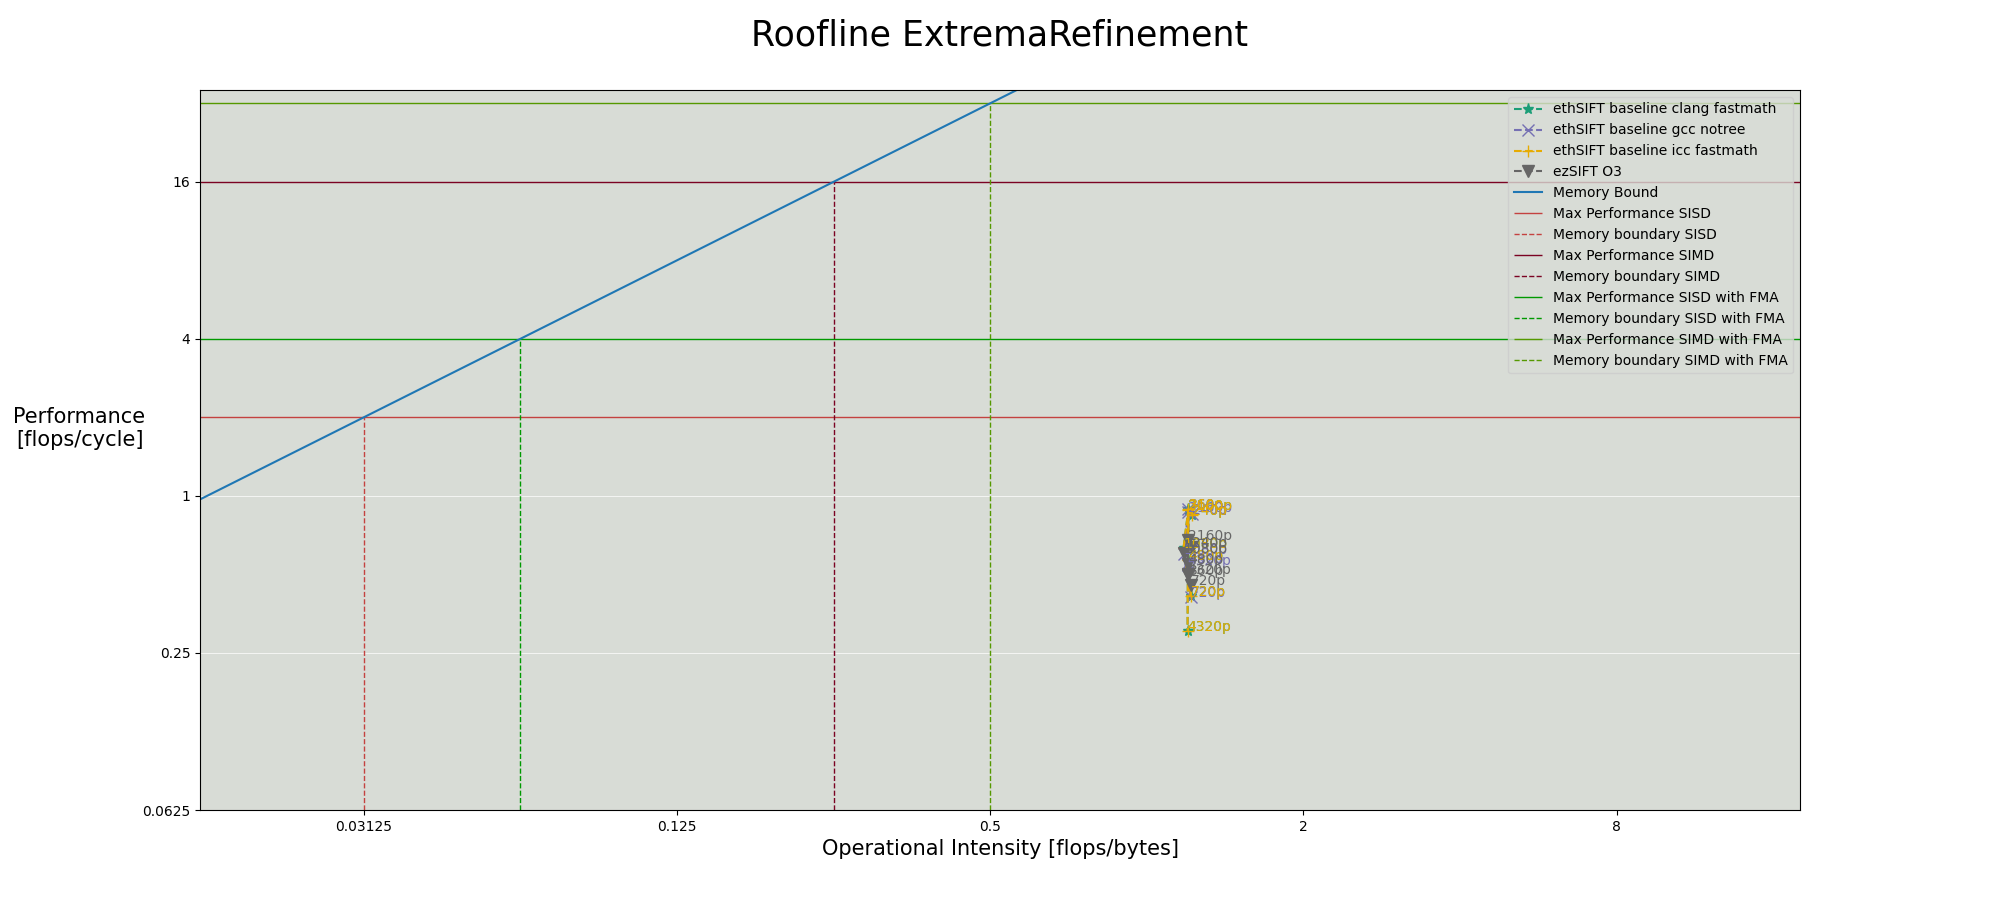 Roofline ExtremaRefinement
ethSIFT baseline clang fastmath
ethSIFT baseline gcc notree
ethSIFT baseline icc fastmath
ezSIFT O3
Memory Bound
Max Performance SISD
Memory boundary SISD
Max Performance SIMD
Memory boundary SIMD
Max Performance SISD with FMA
Memory boundary SISD with FMA
Max Performance SIMD with FMA
Memory boundary SIMD with FMA
16
4
1
0.25
0.0625
Performance
[flops/cycle]
2160p
720p
720p
4320p
0.03125
0.125
0.5
2
8
Operational Intensity [flops/bytes]